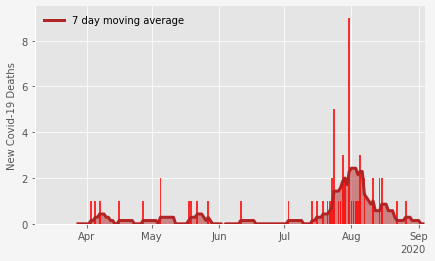 7 day moving average
New Covid-19 Deaths
8
6
4
2
0
Apr
May
Jun
Jul
Aug
Sep
2020